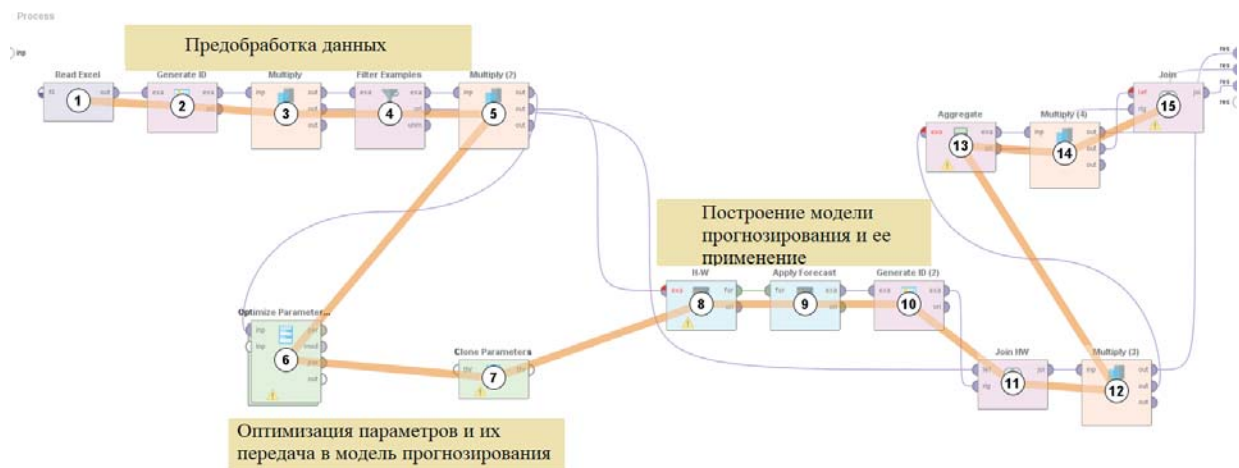 Process
Предобработка данных
inp
res
Read Excel
Generate ID
Multiply
Filter Examples
Multiply (2)
Join
fil
out
exa
exa
ori
inp
out
out
out
exa
exa
ori
unm
inp
out
out
out
1
2
3
4
5
Aggregate
Multiply (4)
lef
rig
joi
res
res
res
15
exa
exa
ori
inp
out
out
out
13
14
Построение модели
прогнозирования и ее
применение
H-W
Apply Forecast
Generate ID (2)
exa
for
ori
for
exa
ori
exa
exa
ori
8
9
10
Optimize Parameter...
inp
inp
per
mod
par
out
6
Clone Parameters
thr
thr
7
Join HW
Multiply (3)
lef
rig
joi
inp
out
out
out
11
12
Оптимизация параметров и их
передача в модель прогнозирования